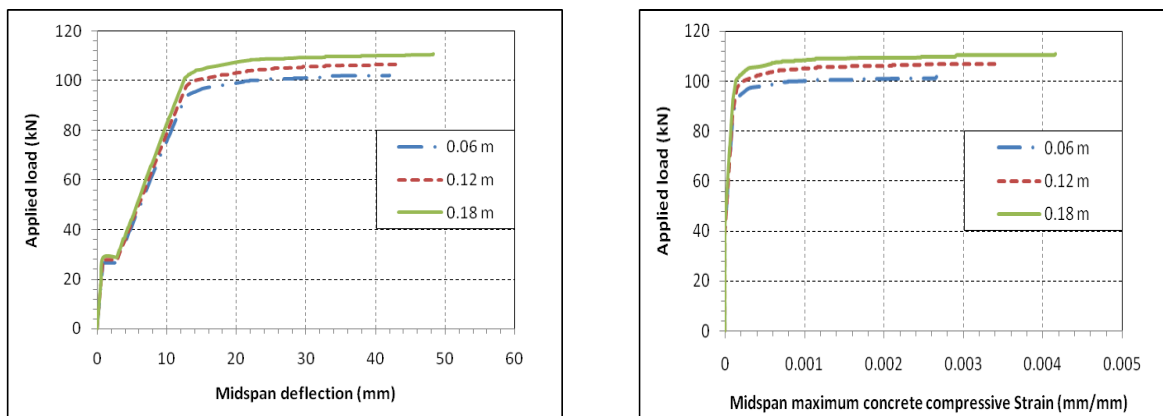 120
100
80
60
40
20
0
Applied load (kN)
0.06 m
0.12 m
0.18 m
0 10 20 30 40 50 60
Midspan deflection (mm)
120
100
80
60
40
20
0
Applied load (kN)
0.06 m
0.12 m
0.18 m
0 0.001 0.002 0.003 0.004 0.005
Midspan maximum concrete compressive Strain (mm/mm)